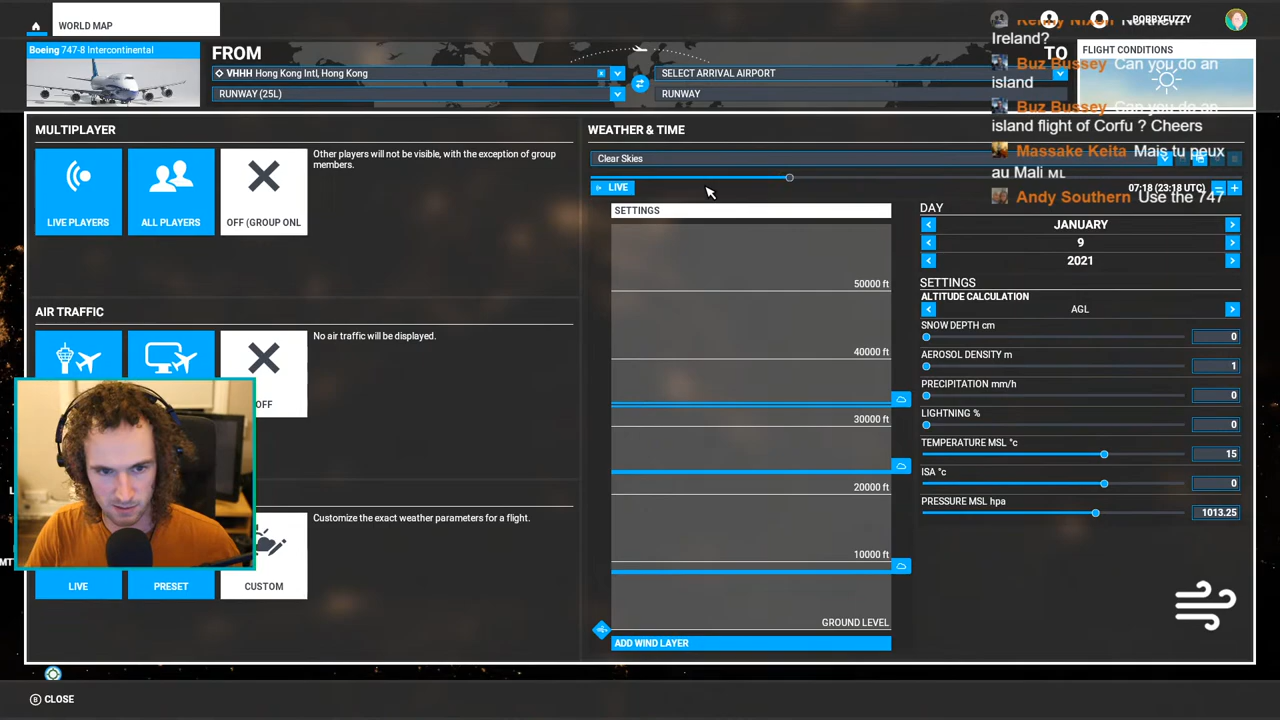 WORLD MAP
BOBBYFUZZY
Ireland?
Buz Bussey Can you do an
island
Buz Bussey Can you do an
island flight of Corfu ? Cheers
Massake Keita Mais tu peux
au Mali ML
Andy Southern Use the 747
Boeing 747-8 Intercontinental
FROM
VHHH Hong Kong Intl, Hong Kong
RUNWAY (25L)
TO
SELECT ARRIVAL AIRPORT
RUNWAY
FLIGHT CONDITIONS
MULTIPLAYER
LIVE PLAYERS
ALL PLAYERS
OFF (GROUP ONL
Other players will not be visible, with the exception of group
members.
AIR TRAFFIC
OFF
No air traffic will be displayed.
LIVE
PRESET
CUSTOM
Customize the exact weather parameters for a flight.
WEATHER & TIME
Clear Skies
LIVE
07:18 (23:18 UTC)
SETTINGS
50000 ft
40000 ft
30000 ft
20000 ft
10000 ft
GROUND LEVEL
ADD WIND LAYER
DAY
JANUARY
9
2021
SETTINGS
ALTITUDE CALCULATION
AGL
SNOW DEPTH cm
0
AEROSOL DENSITY m
1
PRECIPITATION mm/h
0
LIGHTNING %
0
TEMPERATURE MSL °c
15
ISA °c
0
PRESSURE MSL hpa
1013.25
B CLOSE